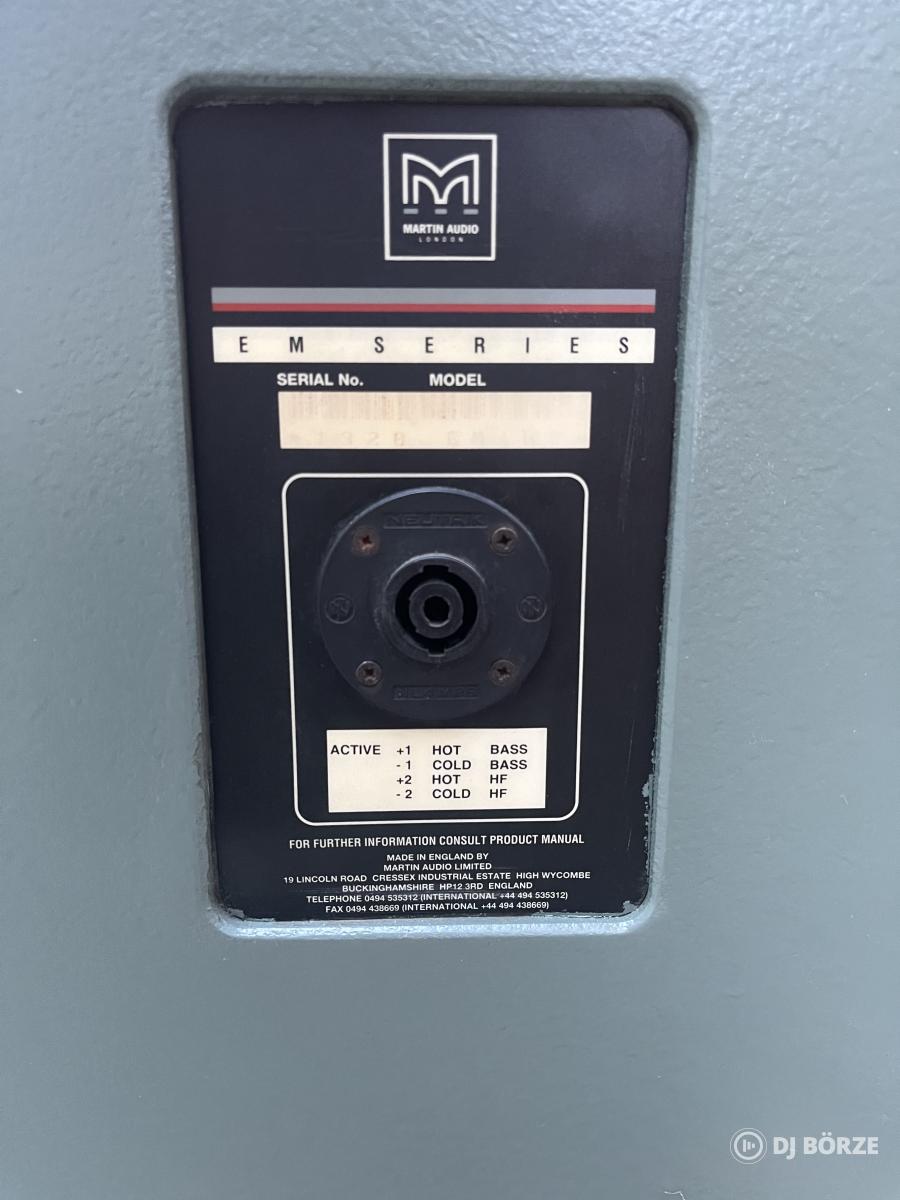 MARTIN AUDIO
LONDON
EM SERIES
SERIAL No. MODEL
NEUTRIK
ACTIVE +1 HOT BASS
-1 COLD BASS
+2 HOT HF
-2 COLD HF
FOR FURTHER INFORMATION CONSULT PRODUCT MANUAL
MADE IN ENGLAND BY
MARTIN AUDIO LIMITED
19 LINCOLN ROAD CRESSEX INDUSTRIAL ESTATE HIGH WYCOMBE
BUCKINGHAMSHIRE HP12 3RD ENGLAND
TELEPHONE 0494 535312 (INTERNATIONAL +44 494 535312)
FAX 0494 438669 (INTERNATIONAL +44 494 438669)
DJ BÖRZE